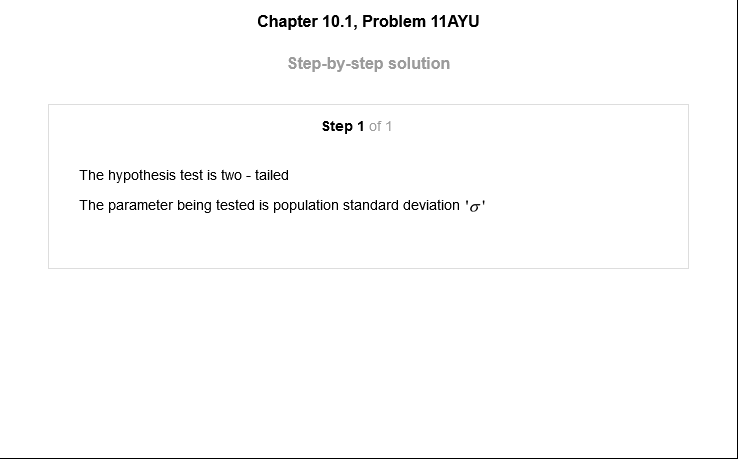 Chapter 10.1, Problem 11AYU
Step-by-step solution
Step 1 of 1
The hypothesis test is two - tailed
The parameter being tested is population standard deviation 'σ'